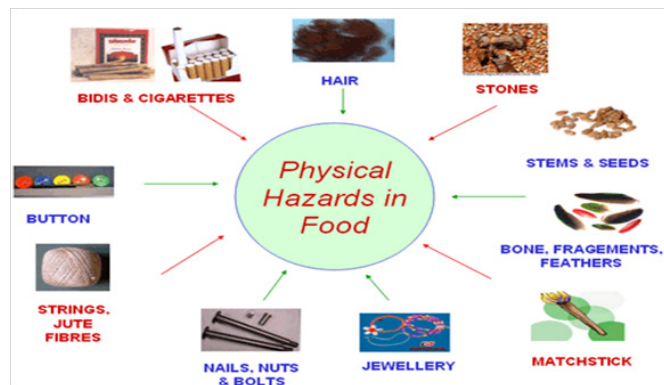 BIDIS & CIGARETTES
HAIR
STONES
STEMS & SEEDS
Physical
Hazards in
Food
BUTTON
BONE, FRAGEMENTS,
FEATHERS
STRINGS,
JUTE
FIBRES
NAILS, NUTS
& BOLTS
JEWELLERY
MATCHSTICK